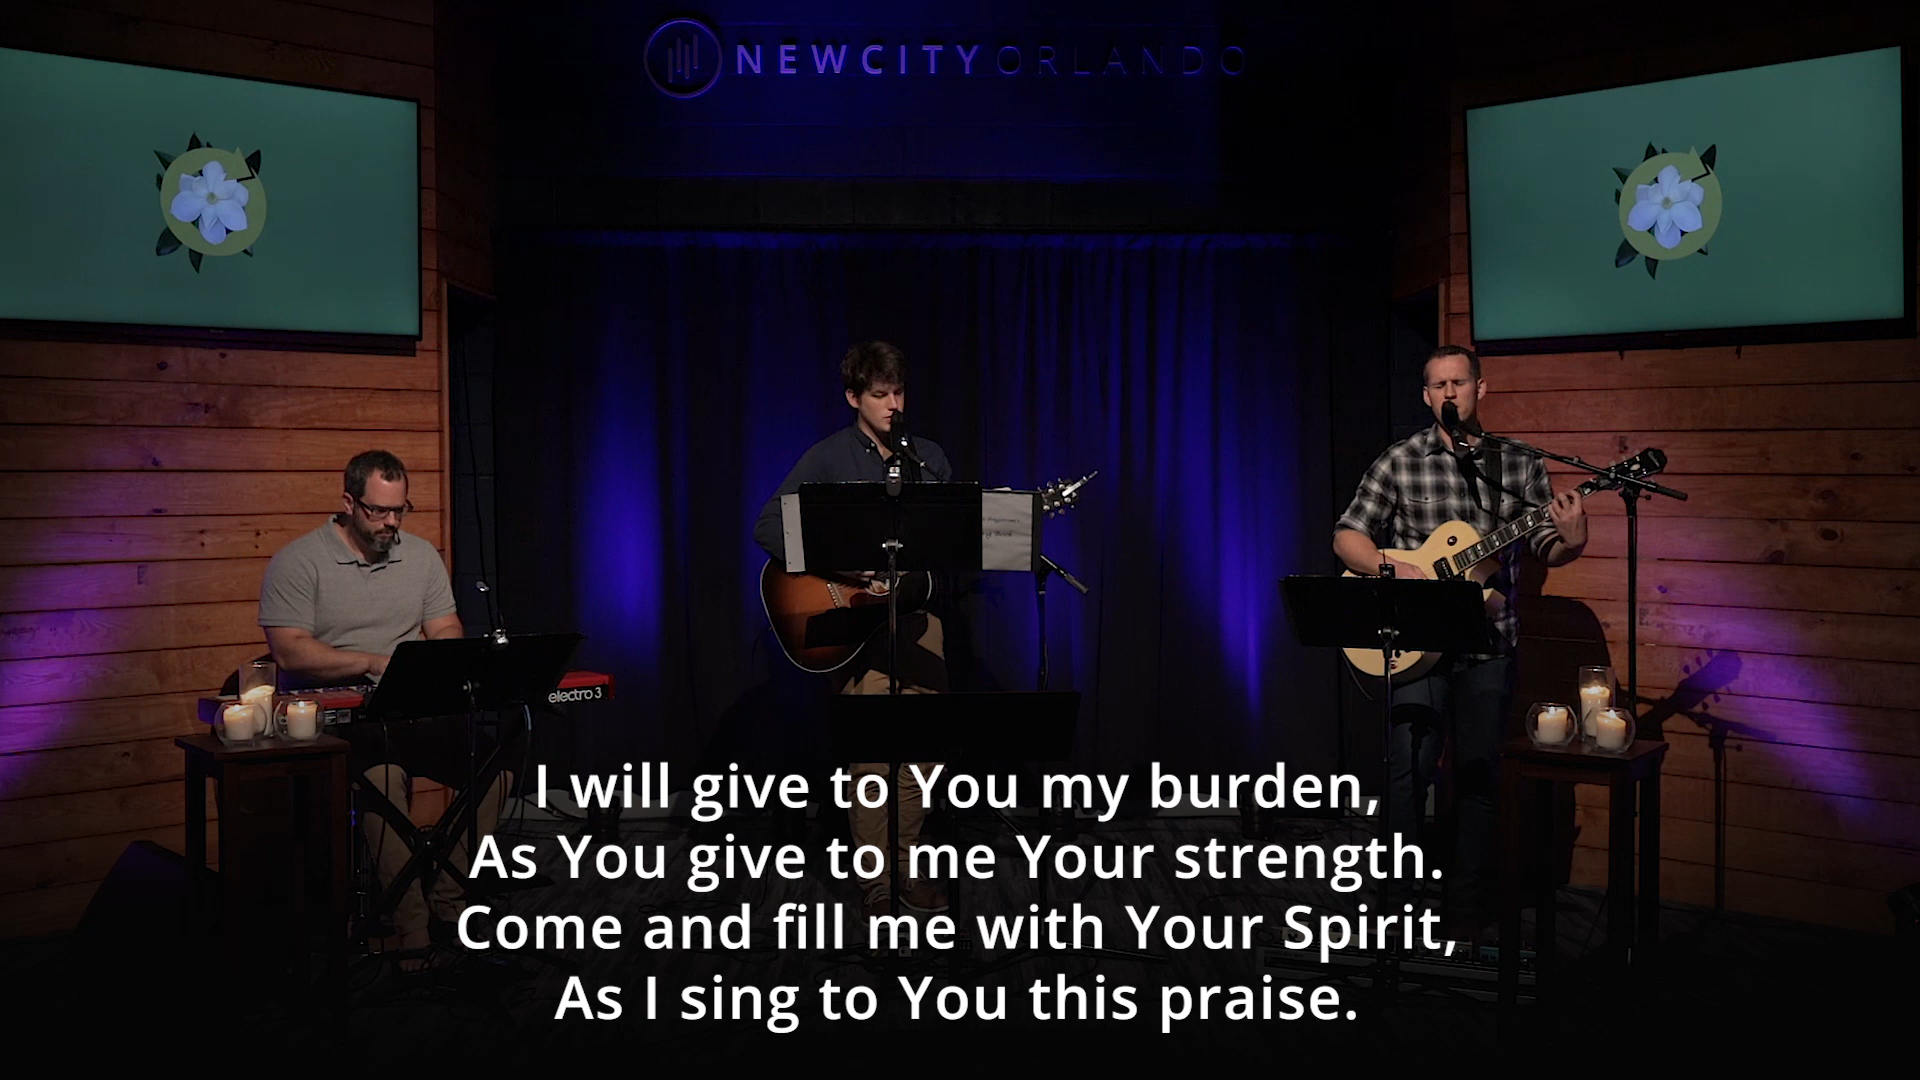 NEWCITYORLANDO
electro 3
I will give to You my burden,
As You give to me Your strength.
Come and fill me with Your Spirit,
As I sing to You this praise.